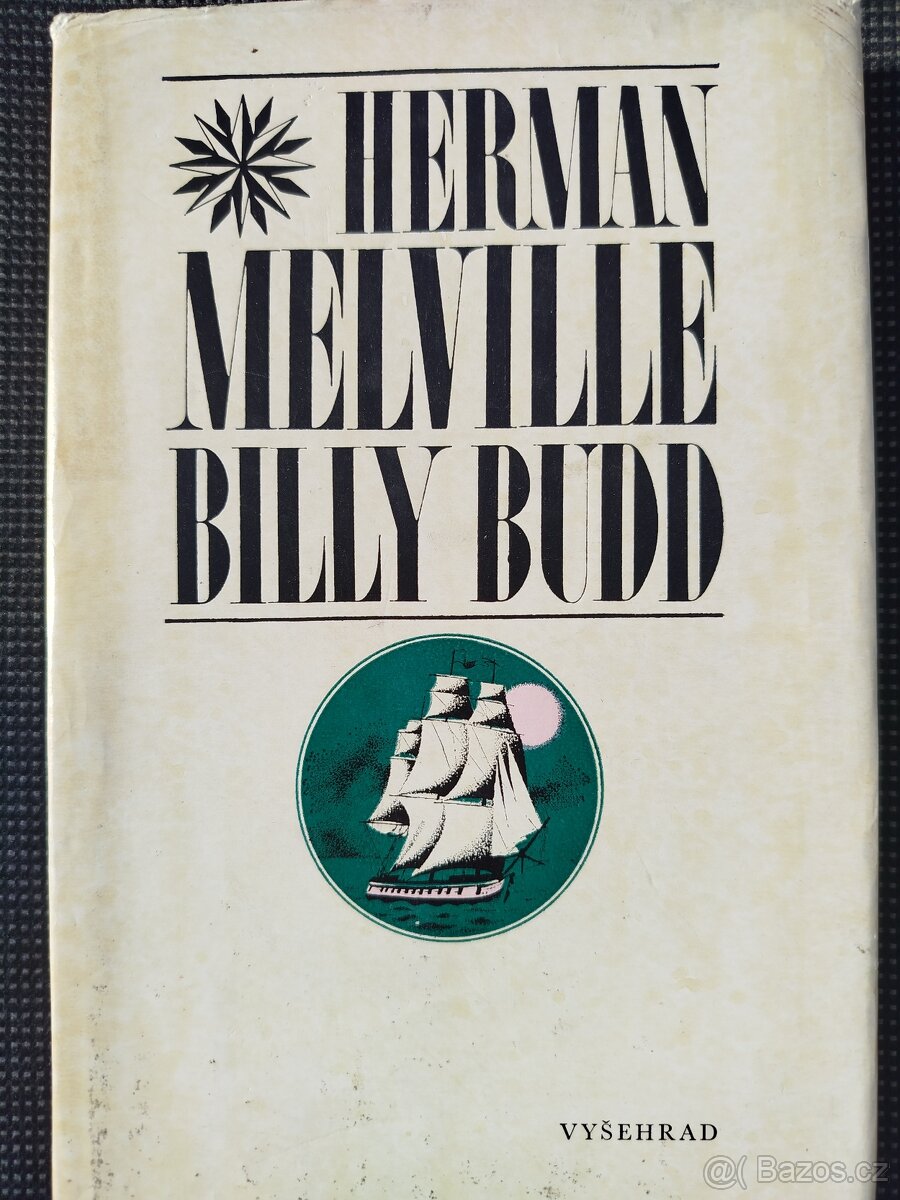 HERMAN
MELVILLE
BILLY BUDD
VYŠEHRAD
@( Bazos.cz